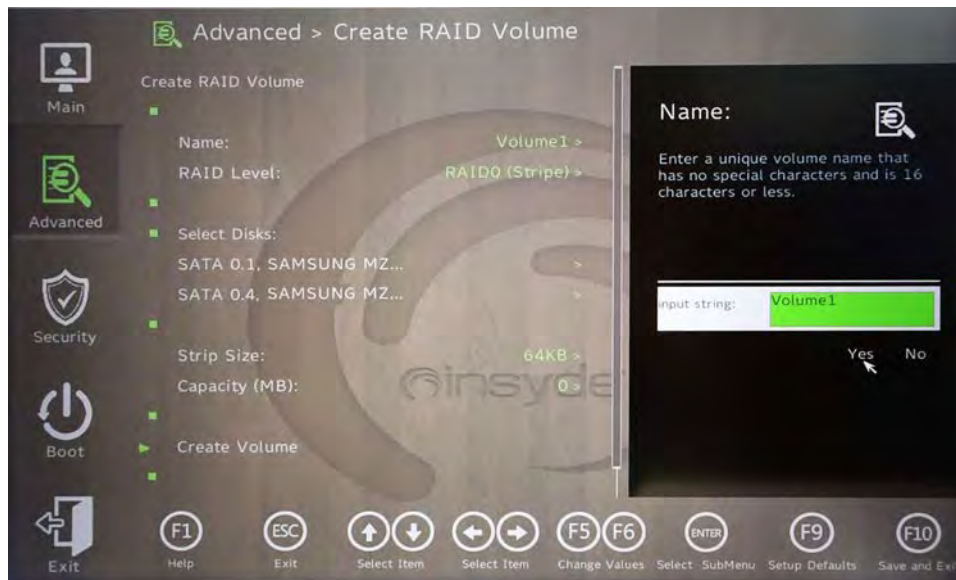 Advanced > Create RAID Volume
Main
Advanced
Security
Boot
Exit
Create RAID Volume
Name: Volume1 >
RAID Level: RAID0 (Stripe) >
Select Disks:
SATA 0.1, SAMSUNG MZ... >
SATA 0.4, SAMSUNG MZ... >
Strip Size: 64KB >
Capacity (MB): 0 >
Create Volume
insyde
Name:
Enter a unique volume name that
has no special characters and is 16
characters or less.
input string: Volume1
Yes No
F1 ESC F5 F6 ENTER F9 F10
Help Exit Select Item Select Item Change Values Select SubMenu Setup Defaults Save and Exi